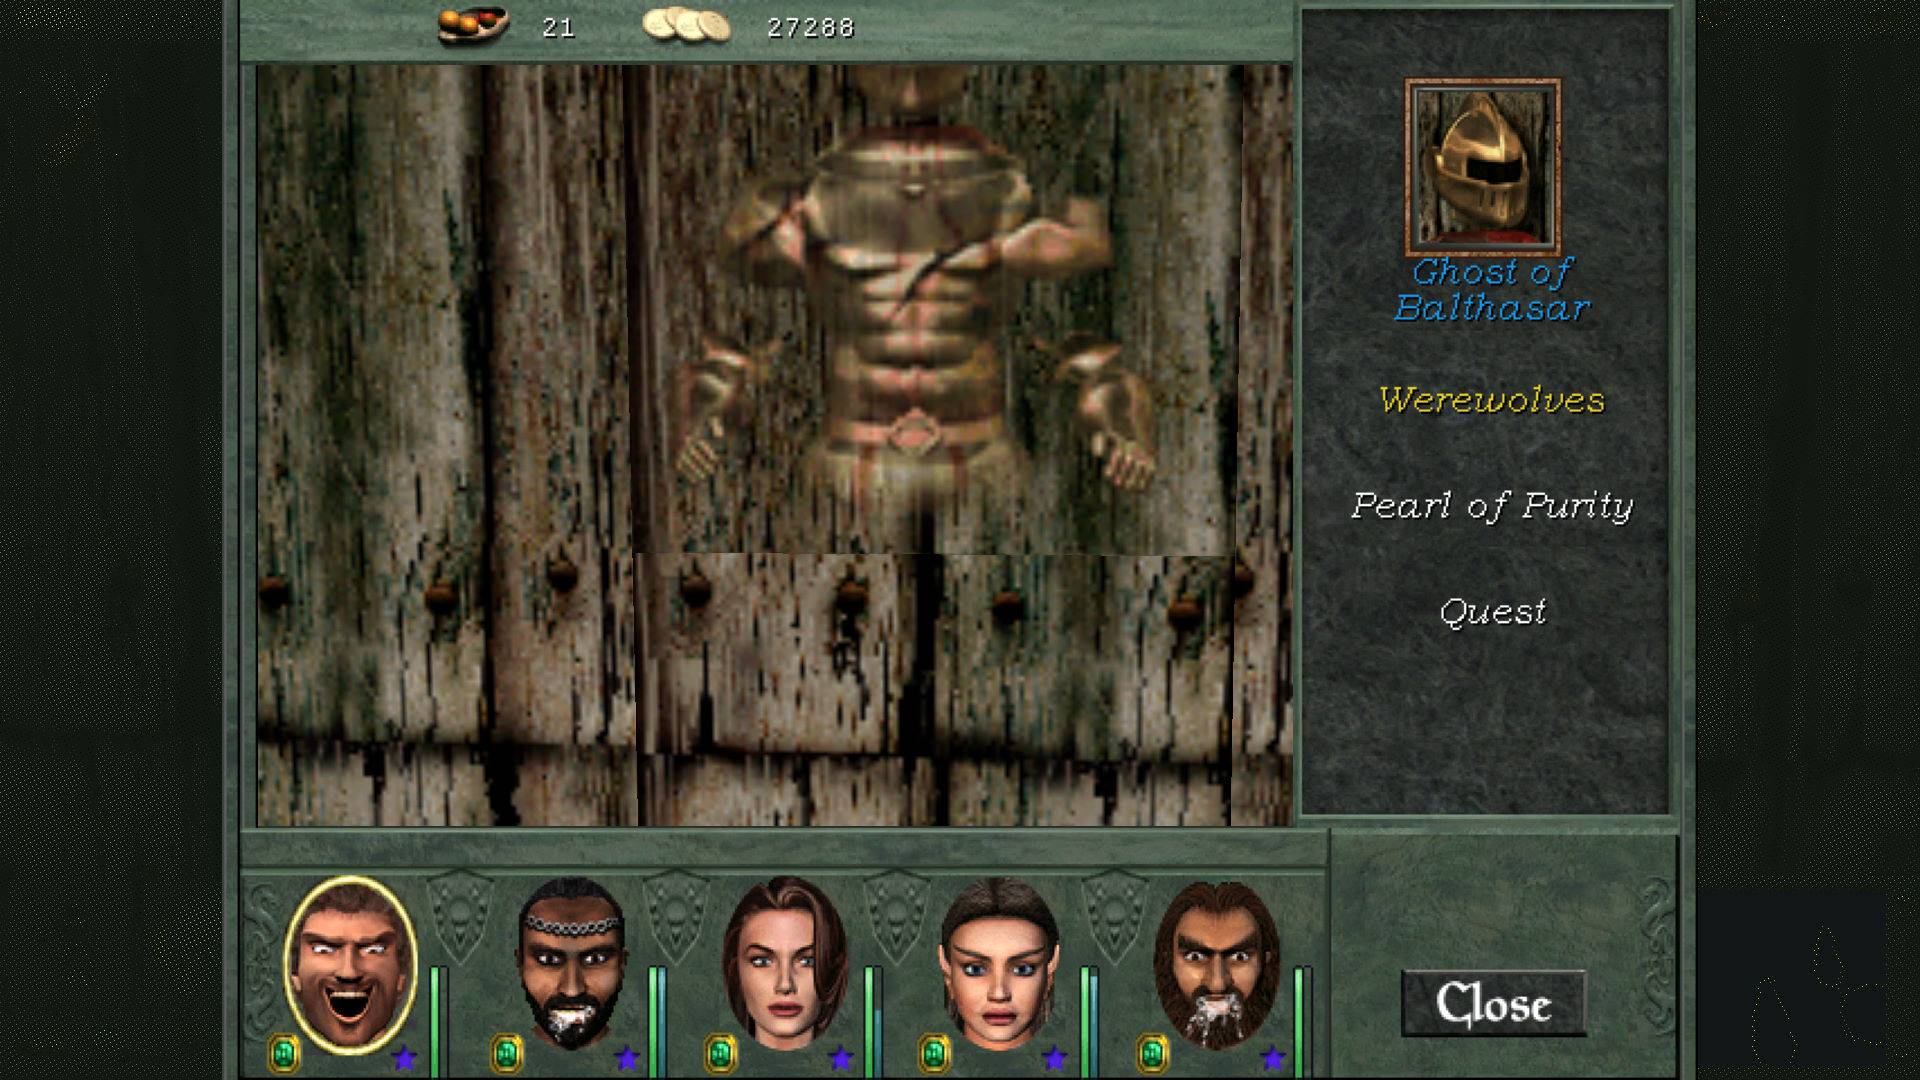 21 27288
Ghost of
Balthasar
Werewolves
Pearl of Purity
Quest
Close